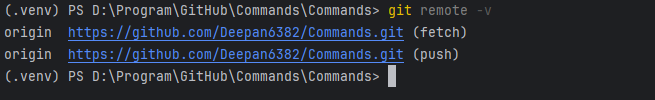 (.venv) PS D:\Program\GitHub\Commands\Commands> git remote -v
origin  https://github.com/Deepan6382/Commands.git (fetch)
origin  https://github.com/Deepan6382/Commands.git (push)
(.venv) PS D:\Program\GitHub\Commands\Commands>